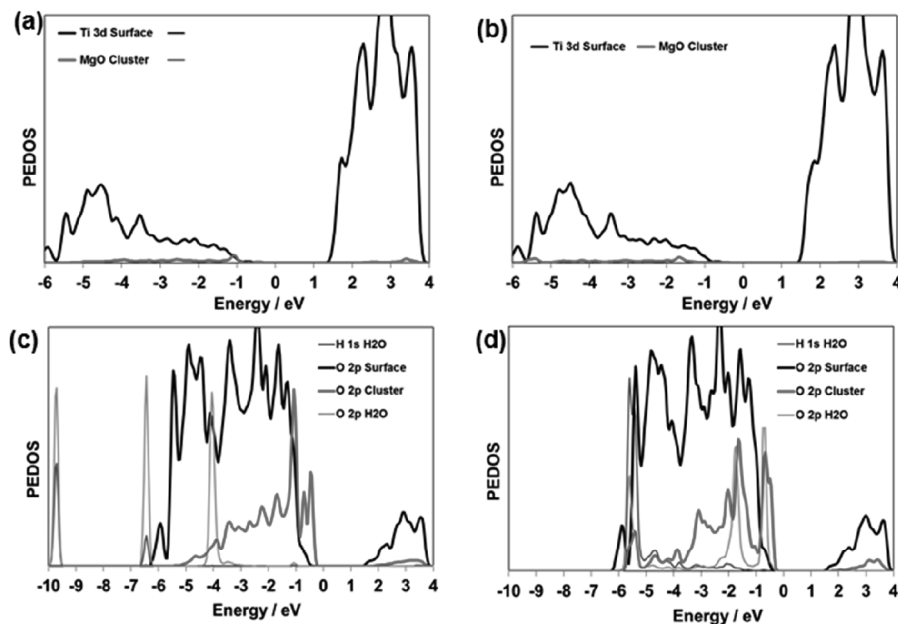 (a)
Ti 3d Surface
MgO Cluster
PEDOS
-6 -5 -4 -3 -2 -1 0 1 2 3 4
Energy / eV
(b)
Ti 3d Surface MgO Cluster
PEDOS
-6 -5 -4 -3 -2 -1 0 1 2 3 4
Energy / eV
(c)
H 1s H2O
O 2p Surface
O 2p Cluster
O 2p H2O
PEDOS
-10 -9 -8 -7 -6 -5 -4 -3 -2 -1 0 1 2 3 4
Energy / eV
(d)
H 1s H2O
O 2p Surface
O 2p Cluster
O 2p H2O
PEDOS
-10 -9 -8 -7 -6 -5 -4 -3 -2 -1 0 1 2 3 4
Energy / eV